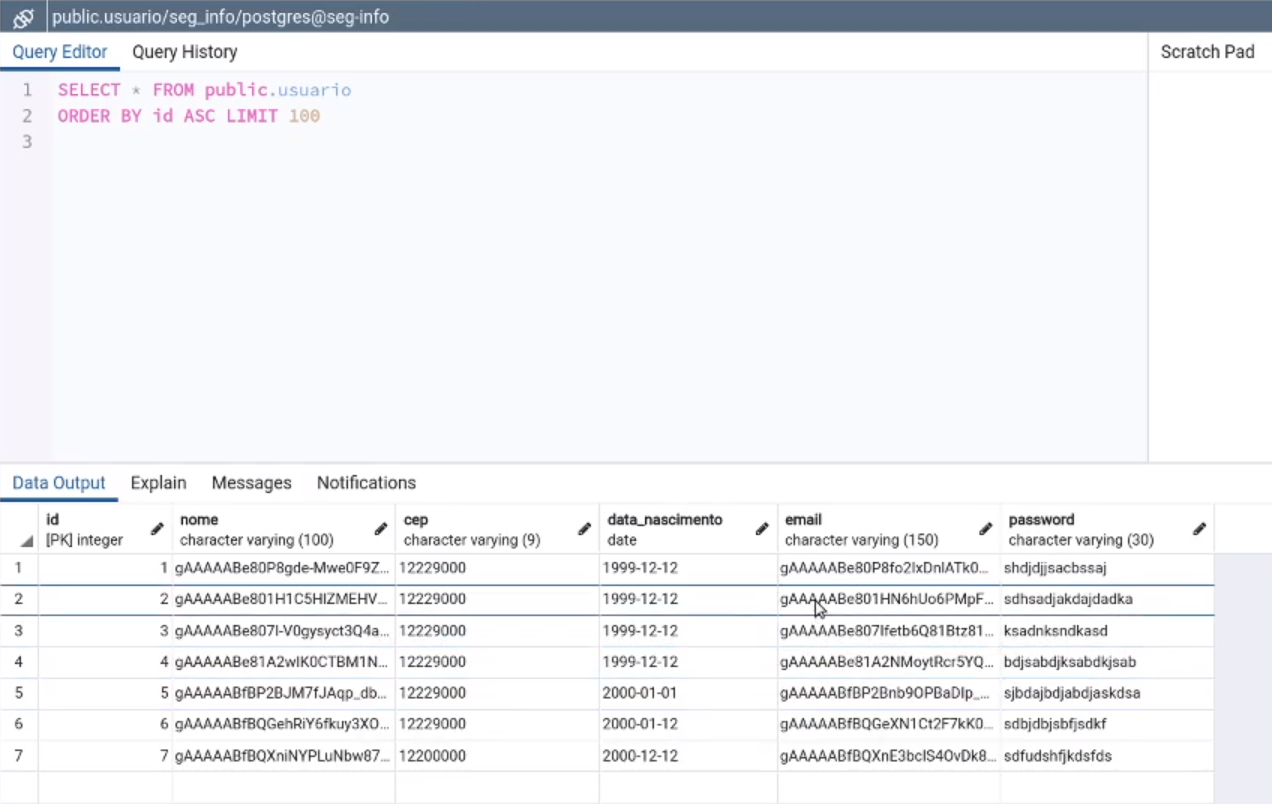 public.usuario/seg_info/postgres@seg-info
Query Editor Query History Scratch Pad
1 SELECT * FROM public.usuario
2 ORDER BY id ASC LIMIT 100
3
Data Output Explain Messages Notifications
id nome cep data_nascimento email password
[PK] integer character varying (100) character varying (9) date character varying (150) character varying (30)
1 1 gAAAAABe80P8gde-Mwe0F9Z... 12229000 1999-12-12 gAAAAABe80P8fo2IxDnIATk0... shdjdjjsacbssaj
2 2 gAAAAABe801H1C5HIZMEHV... 12229000 1999-12-12 gAAAAABe801HN6hUo6PMpF... sdhsadjakdajdadka
3 3 gAAAAABe807I-V0gysyct3Q4a... 12229000 1999-12-12 gAAAAABe807Ifetb6Q81Btz81... ksadnksndkasd
4 4 gAAAAABe81A2wIK0CTBM1N... 12229000 1999-12-12 gAAAAABe81A2NMoytRcr5YQ... bdjsabdjksabdkjsab
5 5 gAAAAABfBP2BJM7fJAqp_db... 12229000 2000-01-01 gAAAAABfBP2Bnb9OPBaDIp_... sjbdajbdjabdjaskdsa
6 6 gAAAAABfBQGehRiY6fkuy3XO... 12229000 2000-01-12 gAAAAABfBQGeXN1Ct2F7kK0... sdbjdbjsbfjsdkf
7 7 gAAAAABfBQXniNYPLuNbw87... 12200000 2000-12-12 gAAAAABfBQXnE3bcIS4OvDk8... sdfudshfjkdsfds